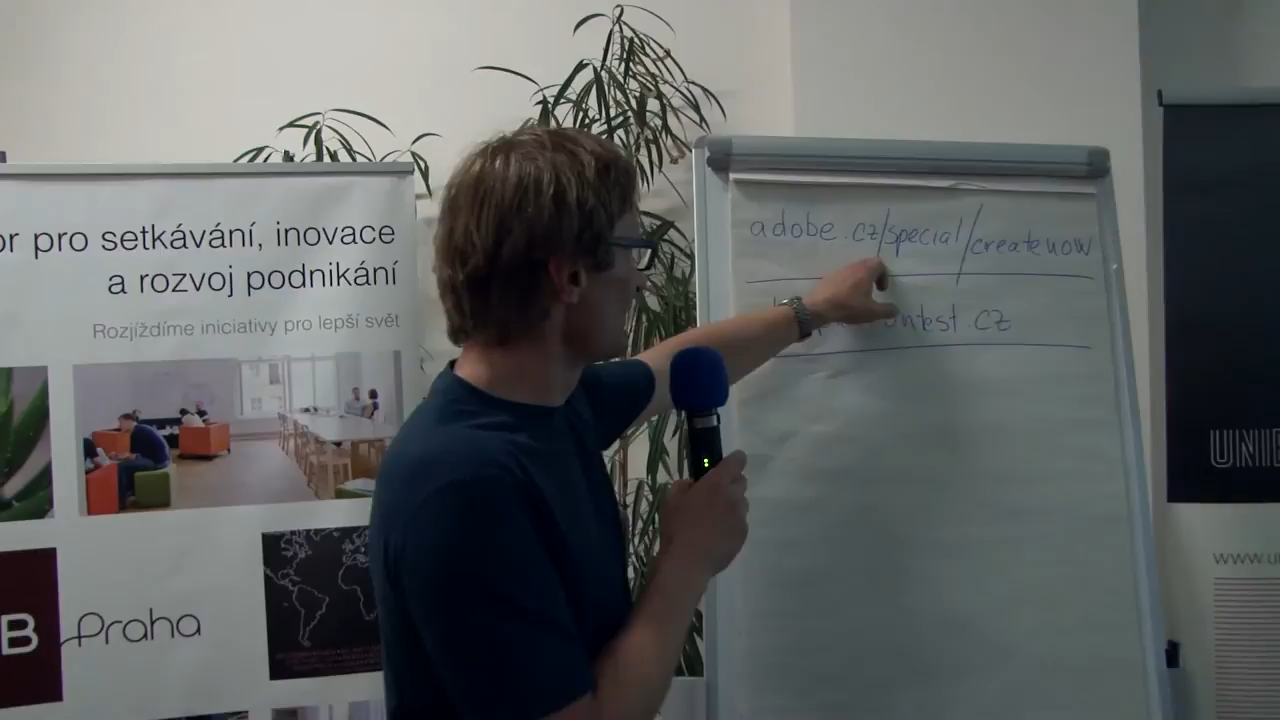 or pro setkávání, inovace
a rozvoj podnikání
Rozjíždíme iniciativy pro lepší svět
B Praha
adobe.cz/special/createnow
ontest.cz
UNI
www.u